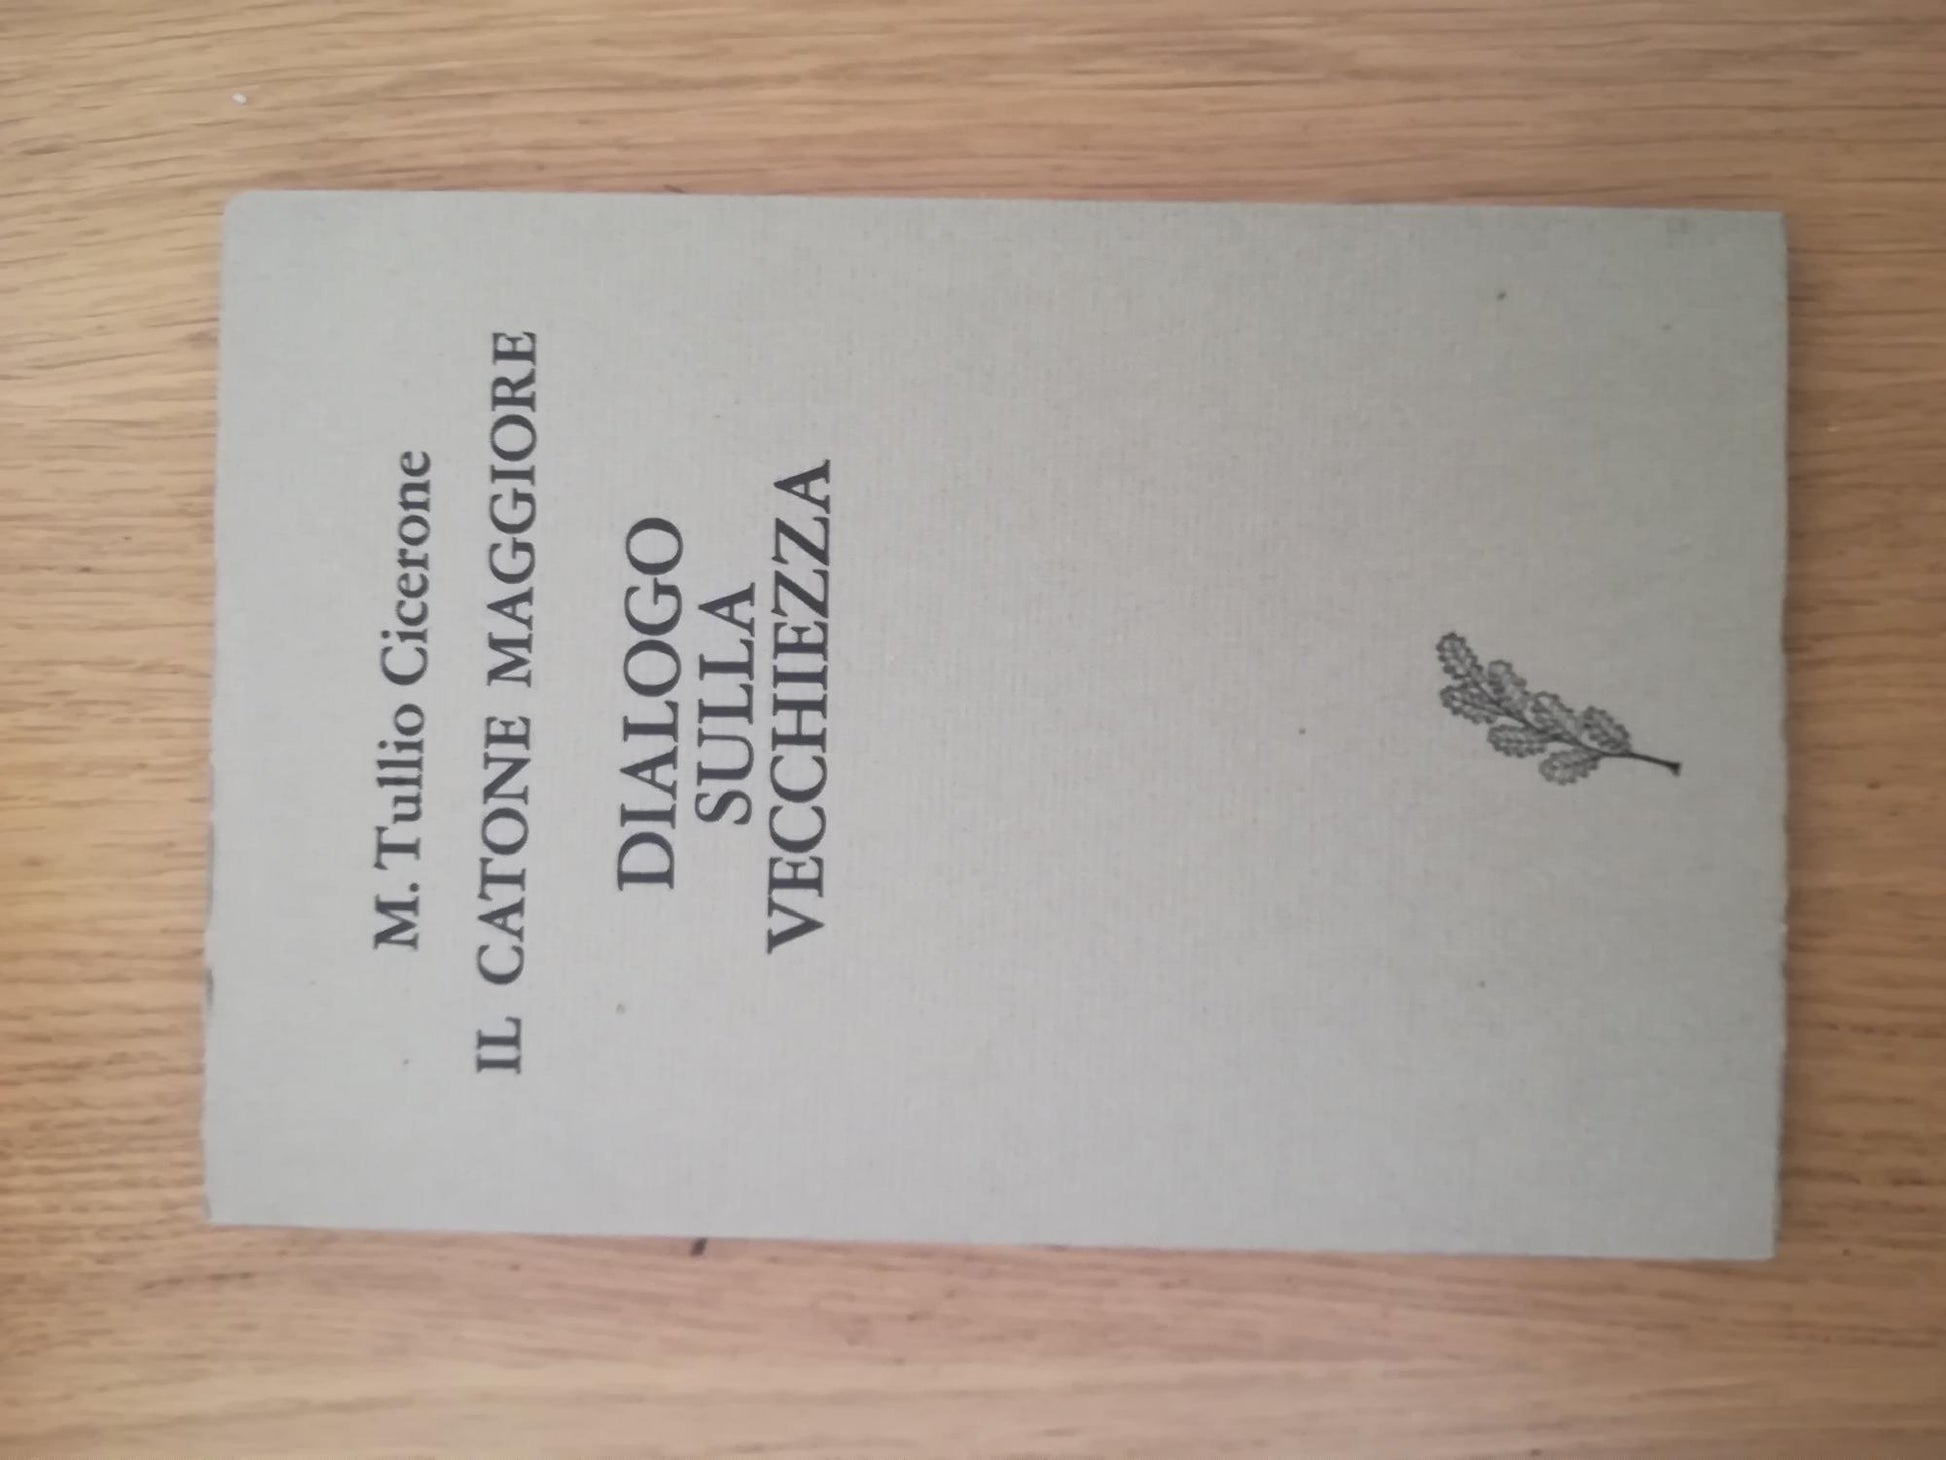 M. Tullio Cicerone
IL CATONE MAGGIORE
DIALOGO
SULLA
VECCHIEZZA